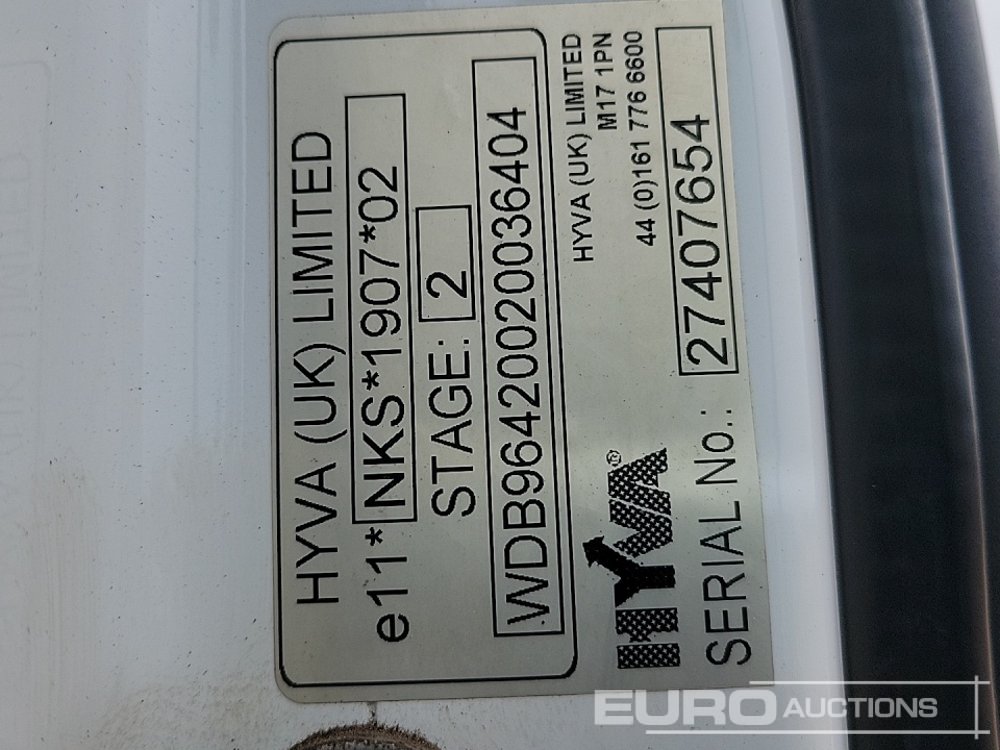 HYVA (UK) LIMITED
e11*NKS*1907*02
STAGE: 2
WDB96420020036404
HYVA®
HYVA (UK) LIMITED
M17 1PN
44 (0)161 776 6600
SERIAL No.: 27407654
EURO AUCTIONS